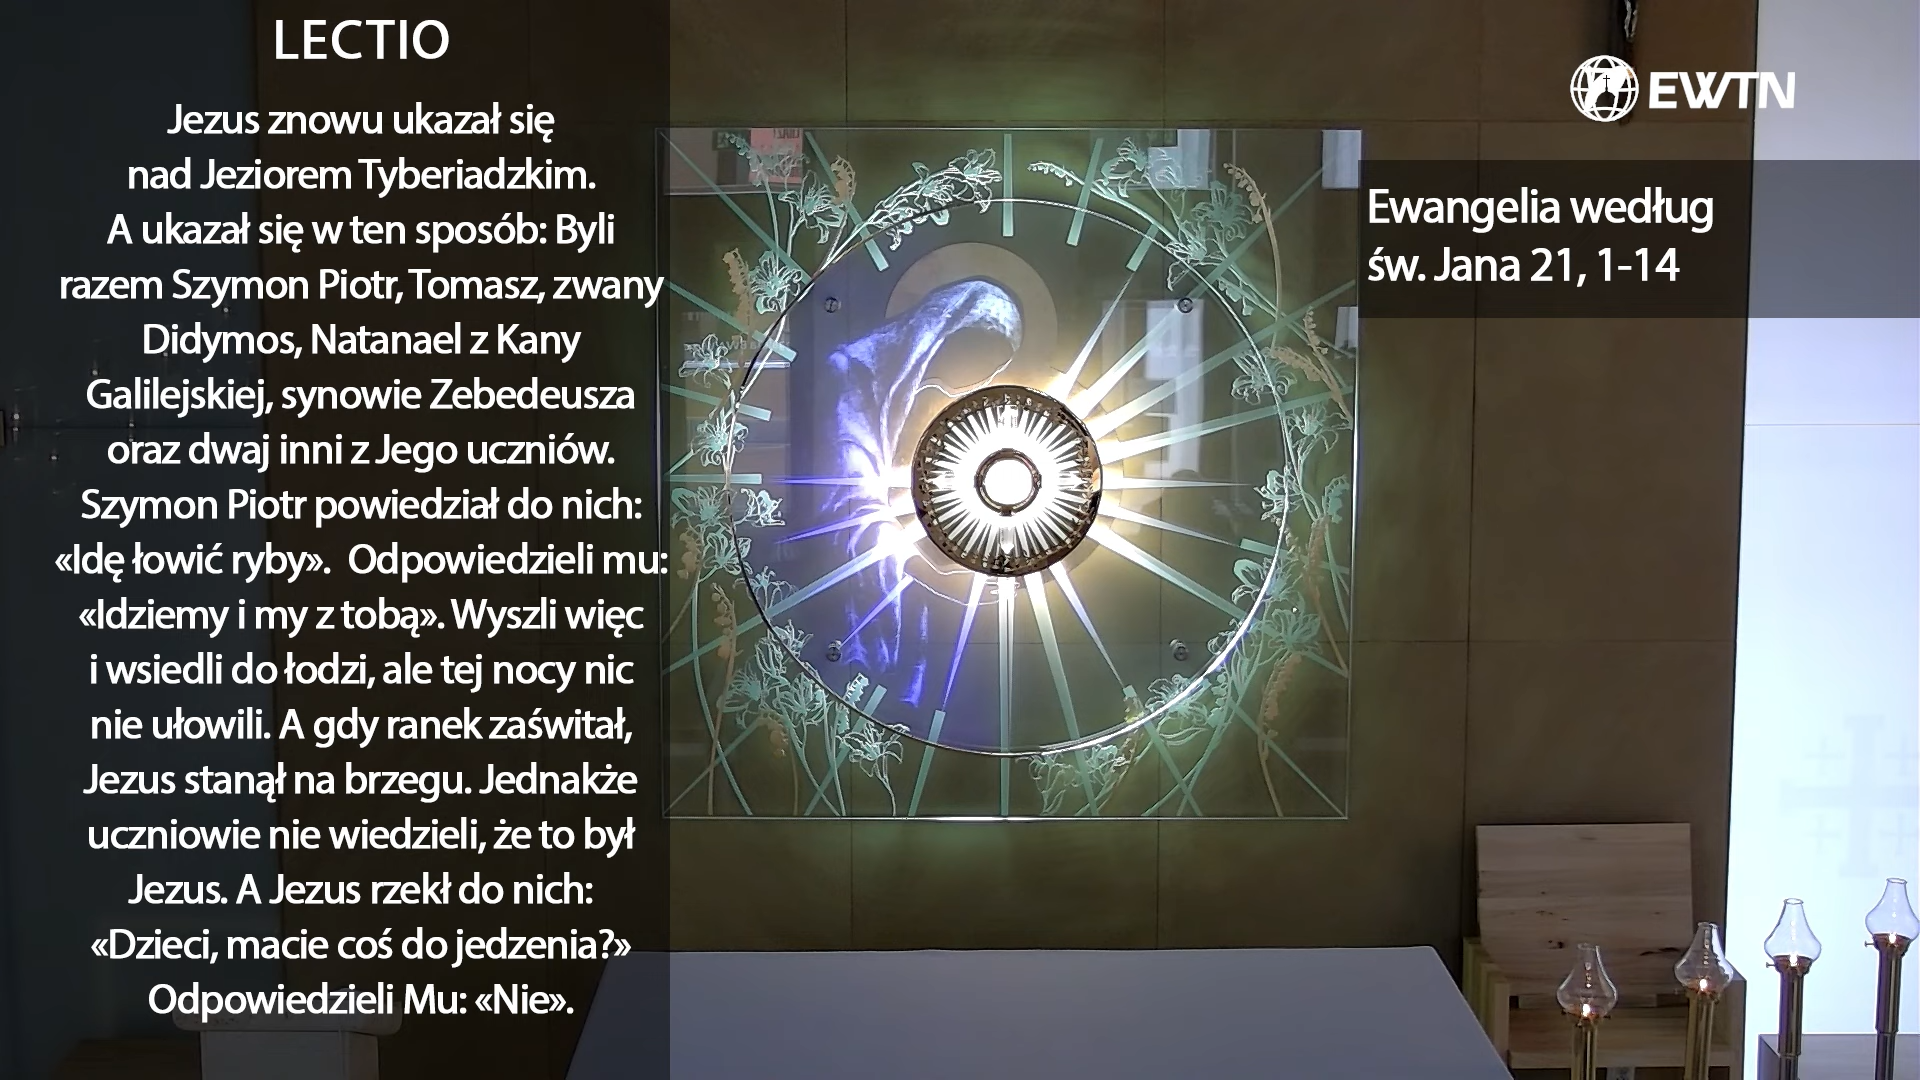 LECTIO
Jezus znowu ukazał się
nad Jeziorem Tyberiadzkim.
A ukazał się w ten sposób: Byli
razem Szymon Piotr, Tomasz, zwany
Didymos, Natanael z Kany
Galilejskiej, synowie Zebedeusza
oraz dwaj inni z Jego uczniów.
Szymon Piotr powiedział do nich:
«Idę łowić ryby».  Odpowiedzieli mu:
«Idziemy i my z tobą». Wyszli więc
i wsiedli do łodzi, ale tej nocy nic
nie ułowili. A gdy ranek zaświtał,
Jezus stanął na brzegu. Jednakże
uczniowie nie wiedzieli, że to był
Jezus. A Jezus rzekł do nich:
«Dzieci, macie coś do jedzenia?»
Odpowiedzieli Mu: «Nie».
EWTN
Ewangelia według
św. Jana 21, 1-14